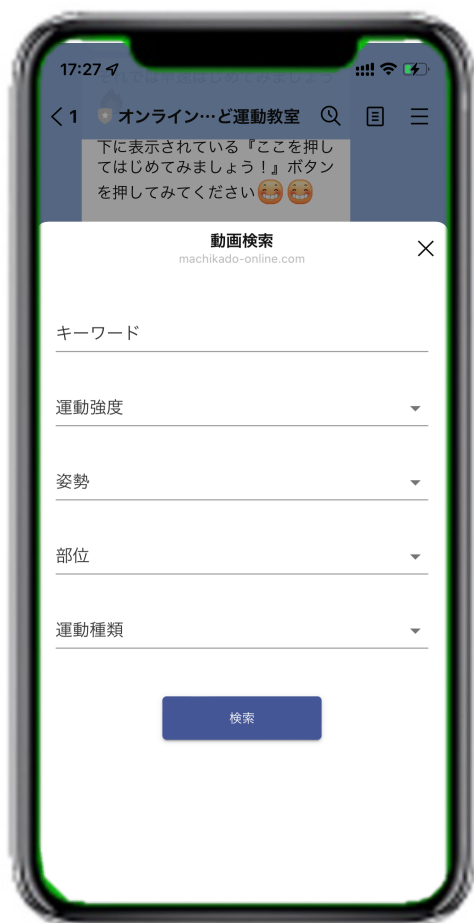 17:27
1 オンライン…ど運動教室
下に表示されている『ここを押し
てはじめてみましょう！』ボタン
を押してみてください
動画検索
machikado-online.com
キーワード
運動強度
姿勢
部位
運動種類
検索